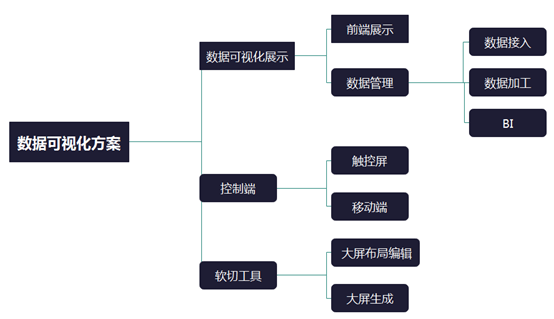 数据可视化方案
数据可视化展示
前端展示
数据管理
数据接入
数据加工
BI
控制端
触控屏
移动端
软切工具
大屏布局编辑
大屏生成